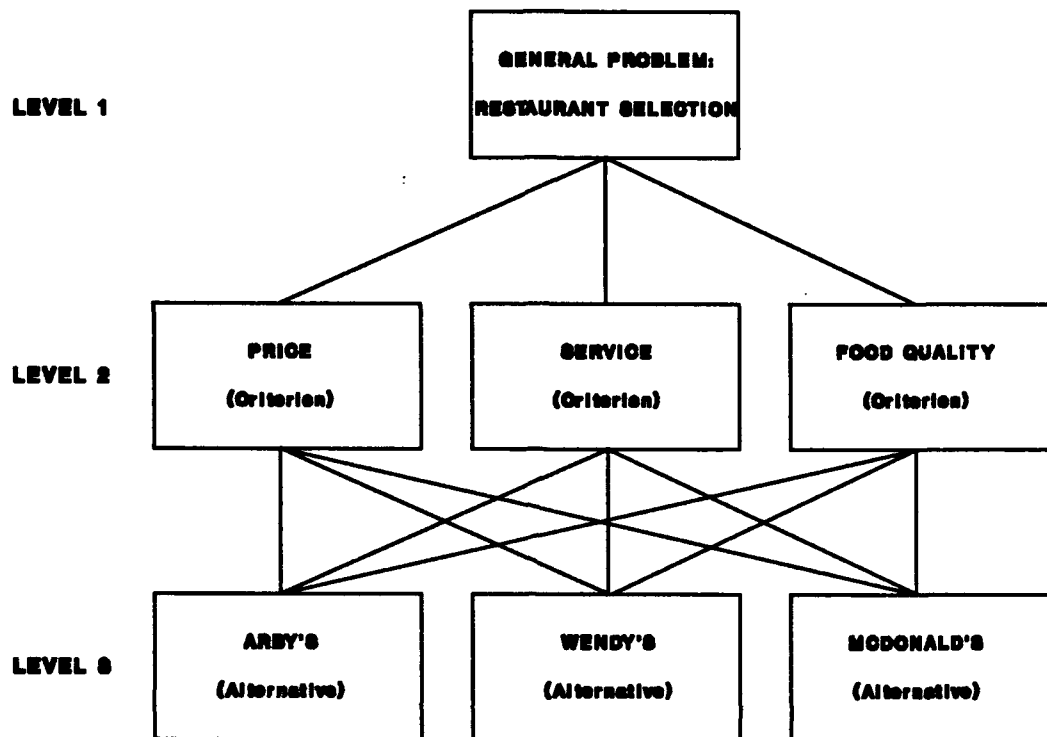 GENERAL PROBLEM:
LEVEL 1
RESTAURANT SELECTION
PRICE
SERVICE
FOOD QUALITY
LEVEL 2
(Criterion)
(Criterion)
(Criterion)
ARBY'S
WENDY'S
MCDONALD'S
LEVEL 3
(Alternative)
(Alternative)
(Alternative)